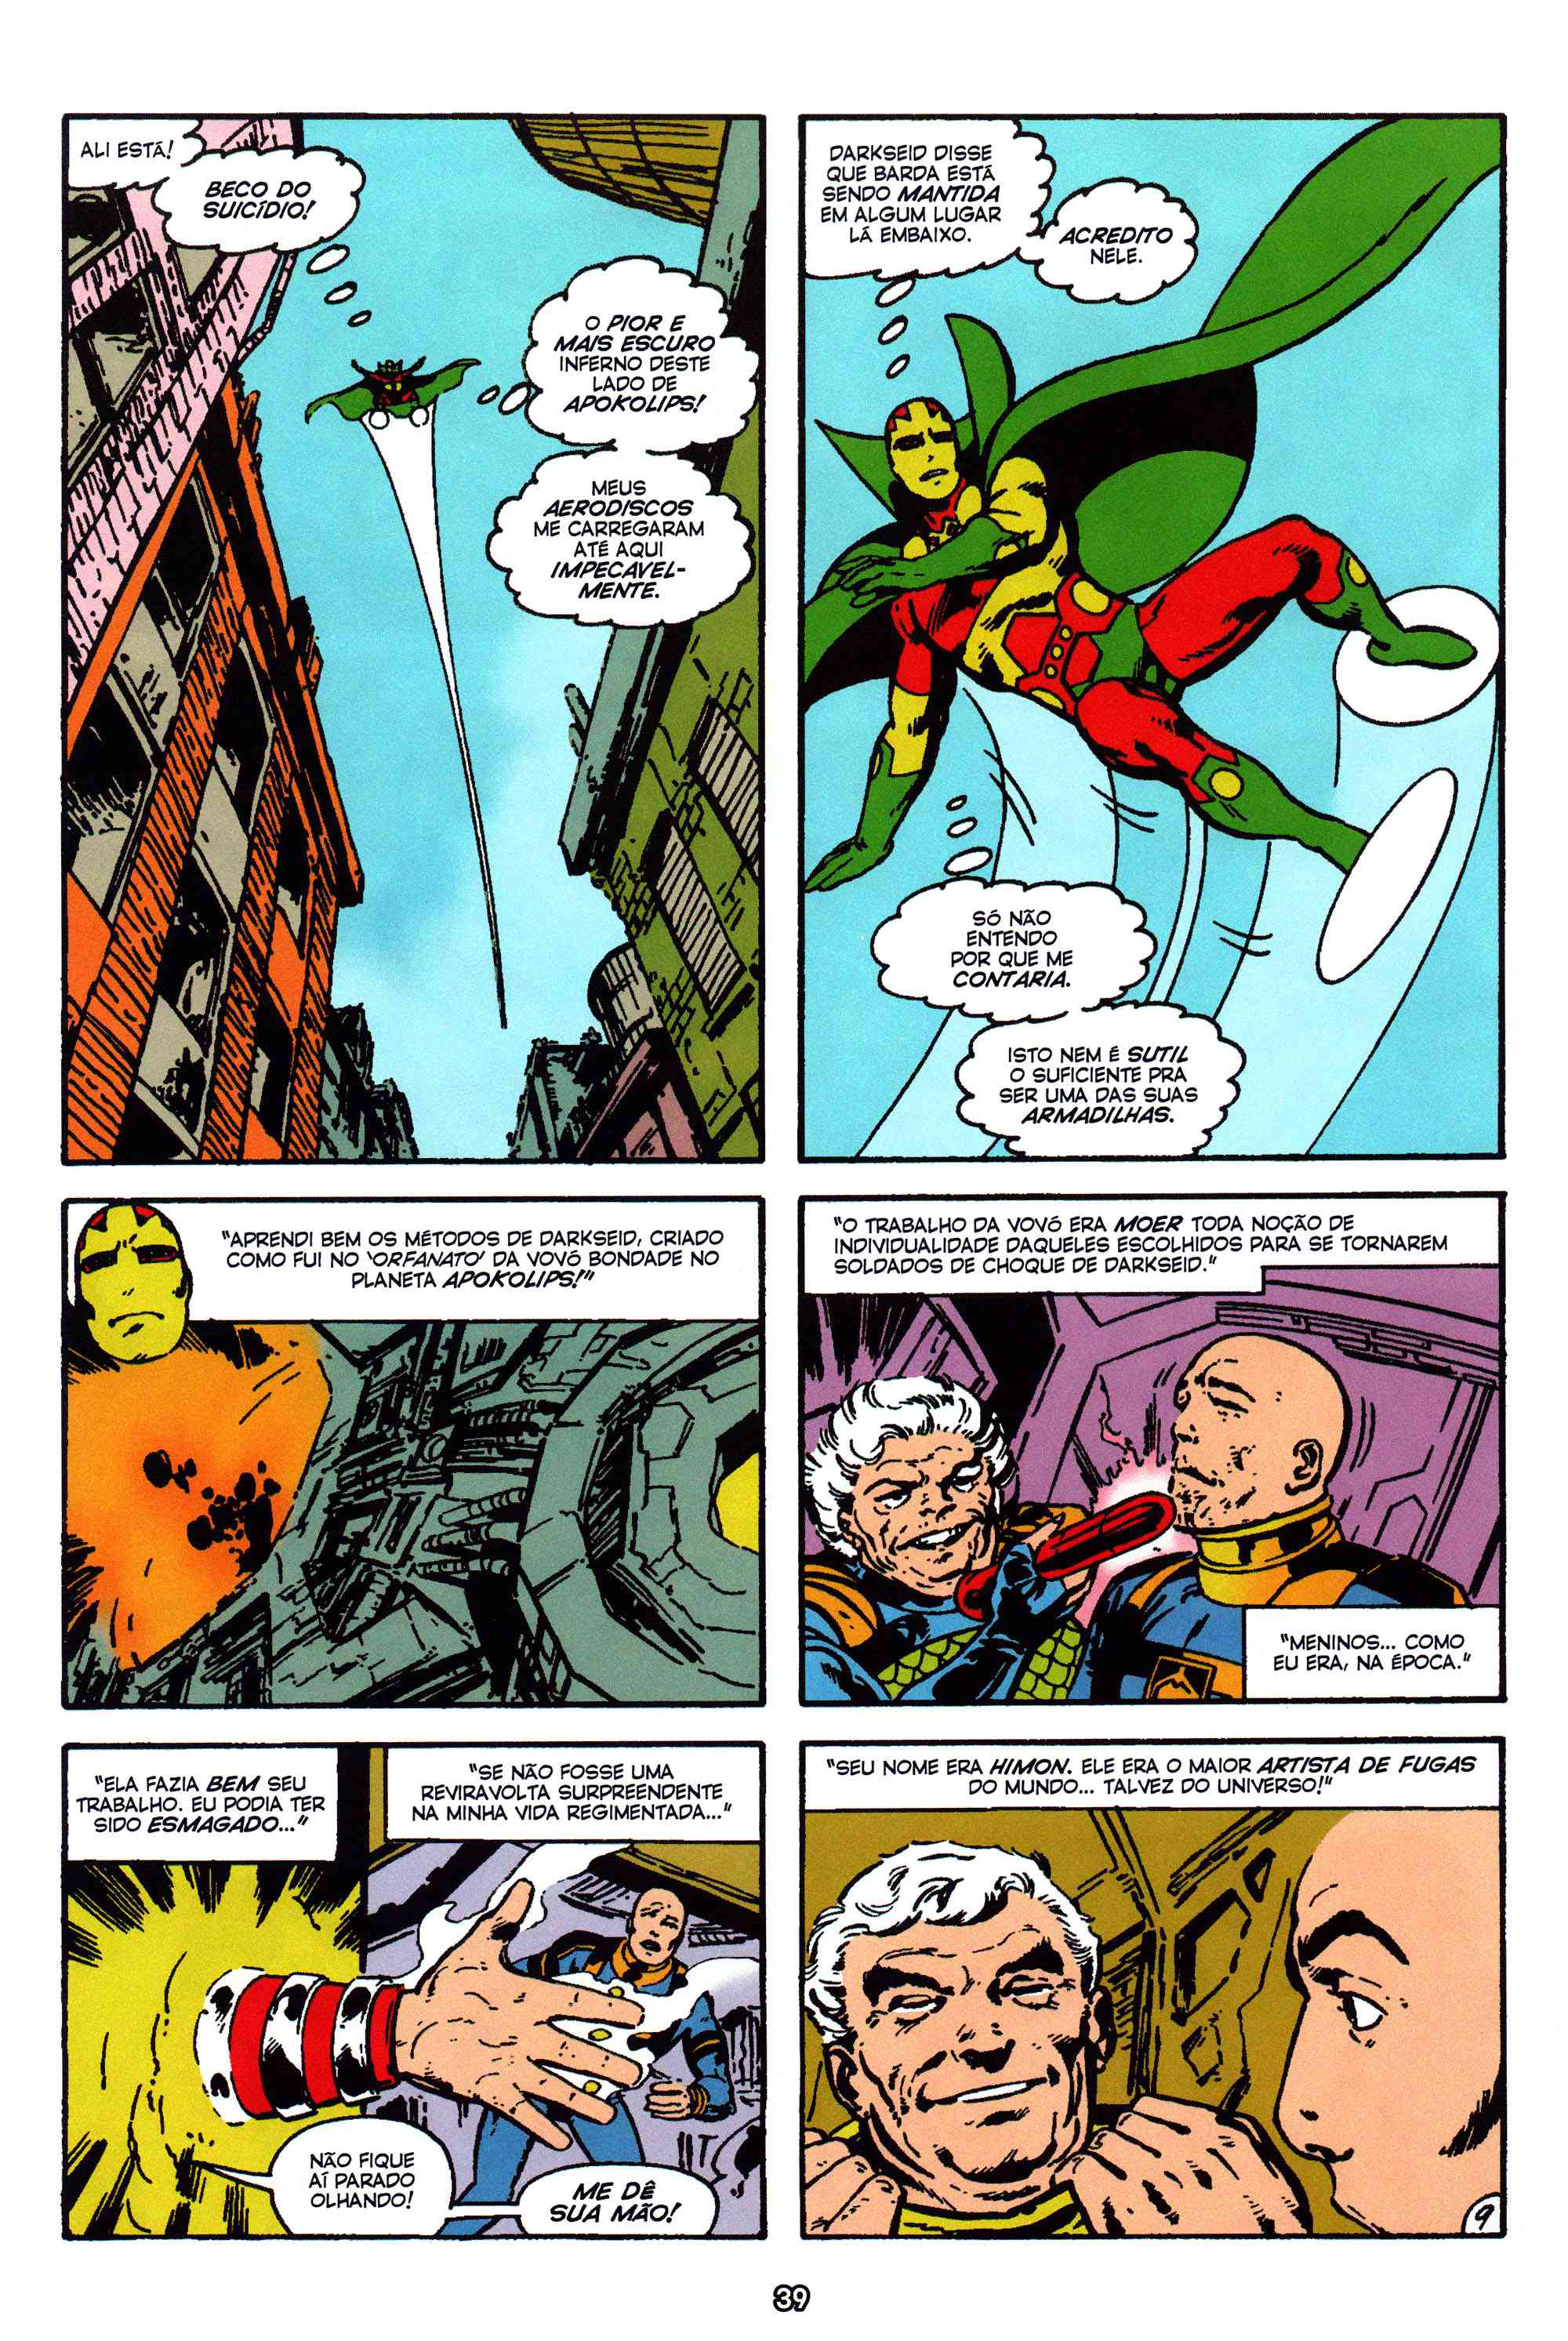 ALI ESTÁ!
BECO DO
SUICÍDIO!
O PIOR E
MAIS ESCURO
INFERNO DESTE
LADO DE
APOKOLIPS!
MEUS
AERODISCOS
ME CARREGARAM
ATÉ AQUI
IMPECAVEL-
MENTE.
DARKSEID DISSE
QUE BARDA ESTÁ
SENDO MANTIDA
EM ALGUM LUGAR
LÁ EMBAIXO.
ACREDITO
NELE.
SÓ NÃO
ENTENDO
POR QUE ME
CONTARIA.
ISTO NEM É SUTIL
O SUFICIENTE PRA
SER UMA DAS SUAS
ARMADILHAS.
"APRENDI BEM OS MÉTODOS DE DARKSEID, CRIADO
COMO FUI NO 'ORFANATO' DA VOVÓ BONDADE NO
PLANETA APOKOLIPS!"
"O TRABALHO DA VOVÓ ERA MOER TODA NOÇÃO DE
INDIVIDUALIDADE DAQUELES ESCOLHIDOS PARA SE TORNAREM
SOLDADOS DE CHOQUE DE DARKSEID."
"MENINOS... COMO
EU ERA, NA ÉPOCA."
"ELA FAZIA BEM SEU
TRABALHO. EU PODIA TER
SIDO ESMAGADO..."
"SE NÃO FOSSE UMA
REVIRAVOLTA SURPREENDENTE
NA MINHA VIDA REGIMENTADA..."
NÃO FIQUE
AÍ PARADO
OLHANDO!
ME DÊ
SUA MÃO!
"SEU NOME ERA HIMON. ELE ERA O MAIOR ARTISTA DE FUGAS
DO MUNDO... TALVEZ DO UNIVERSO!"
9
39